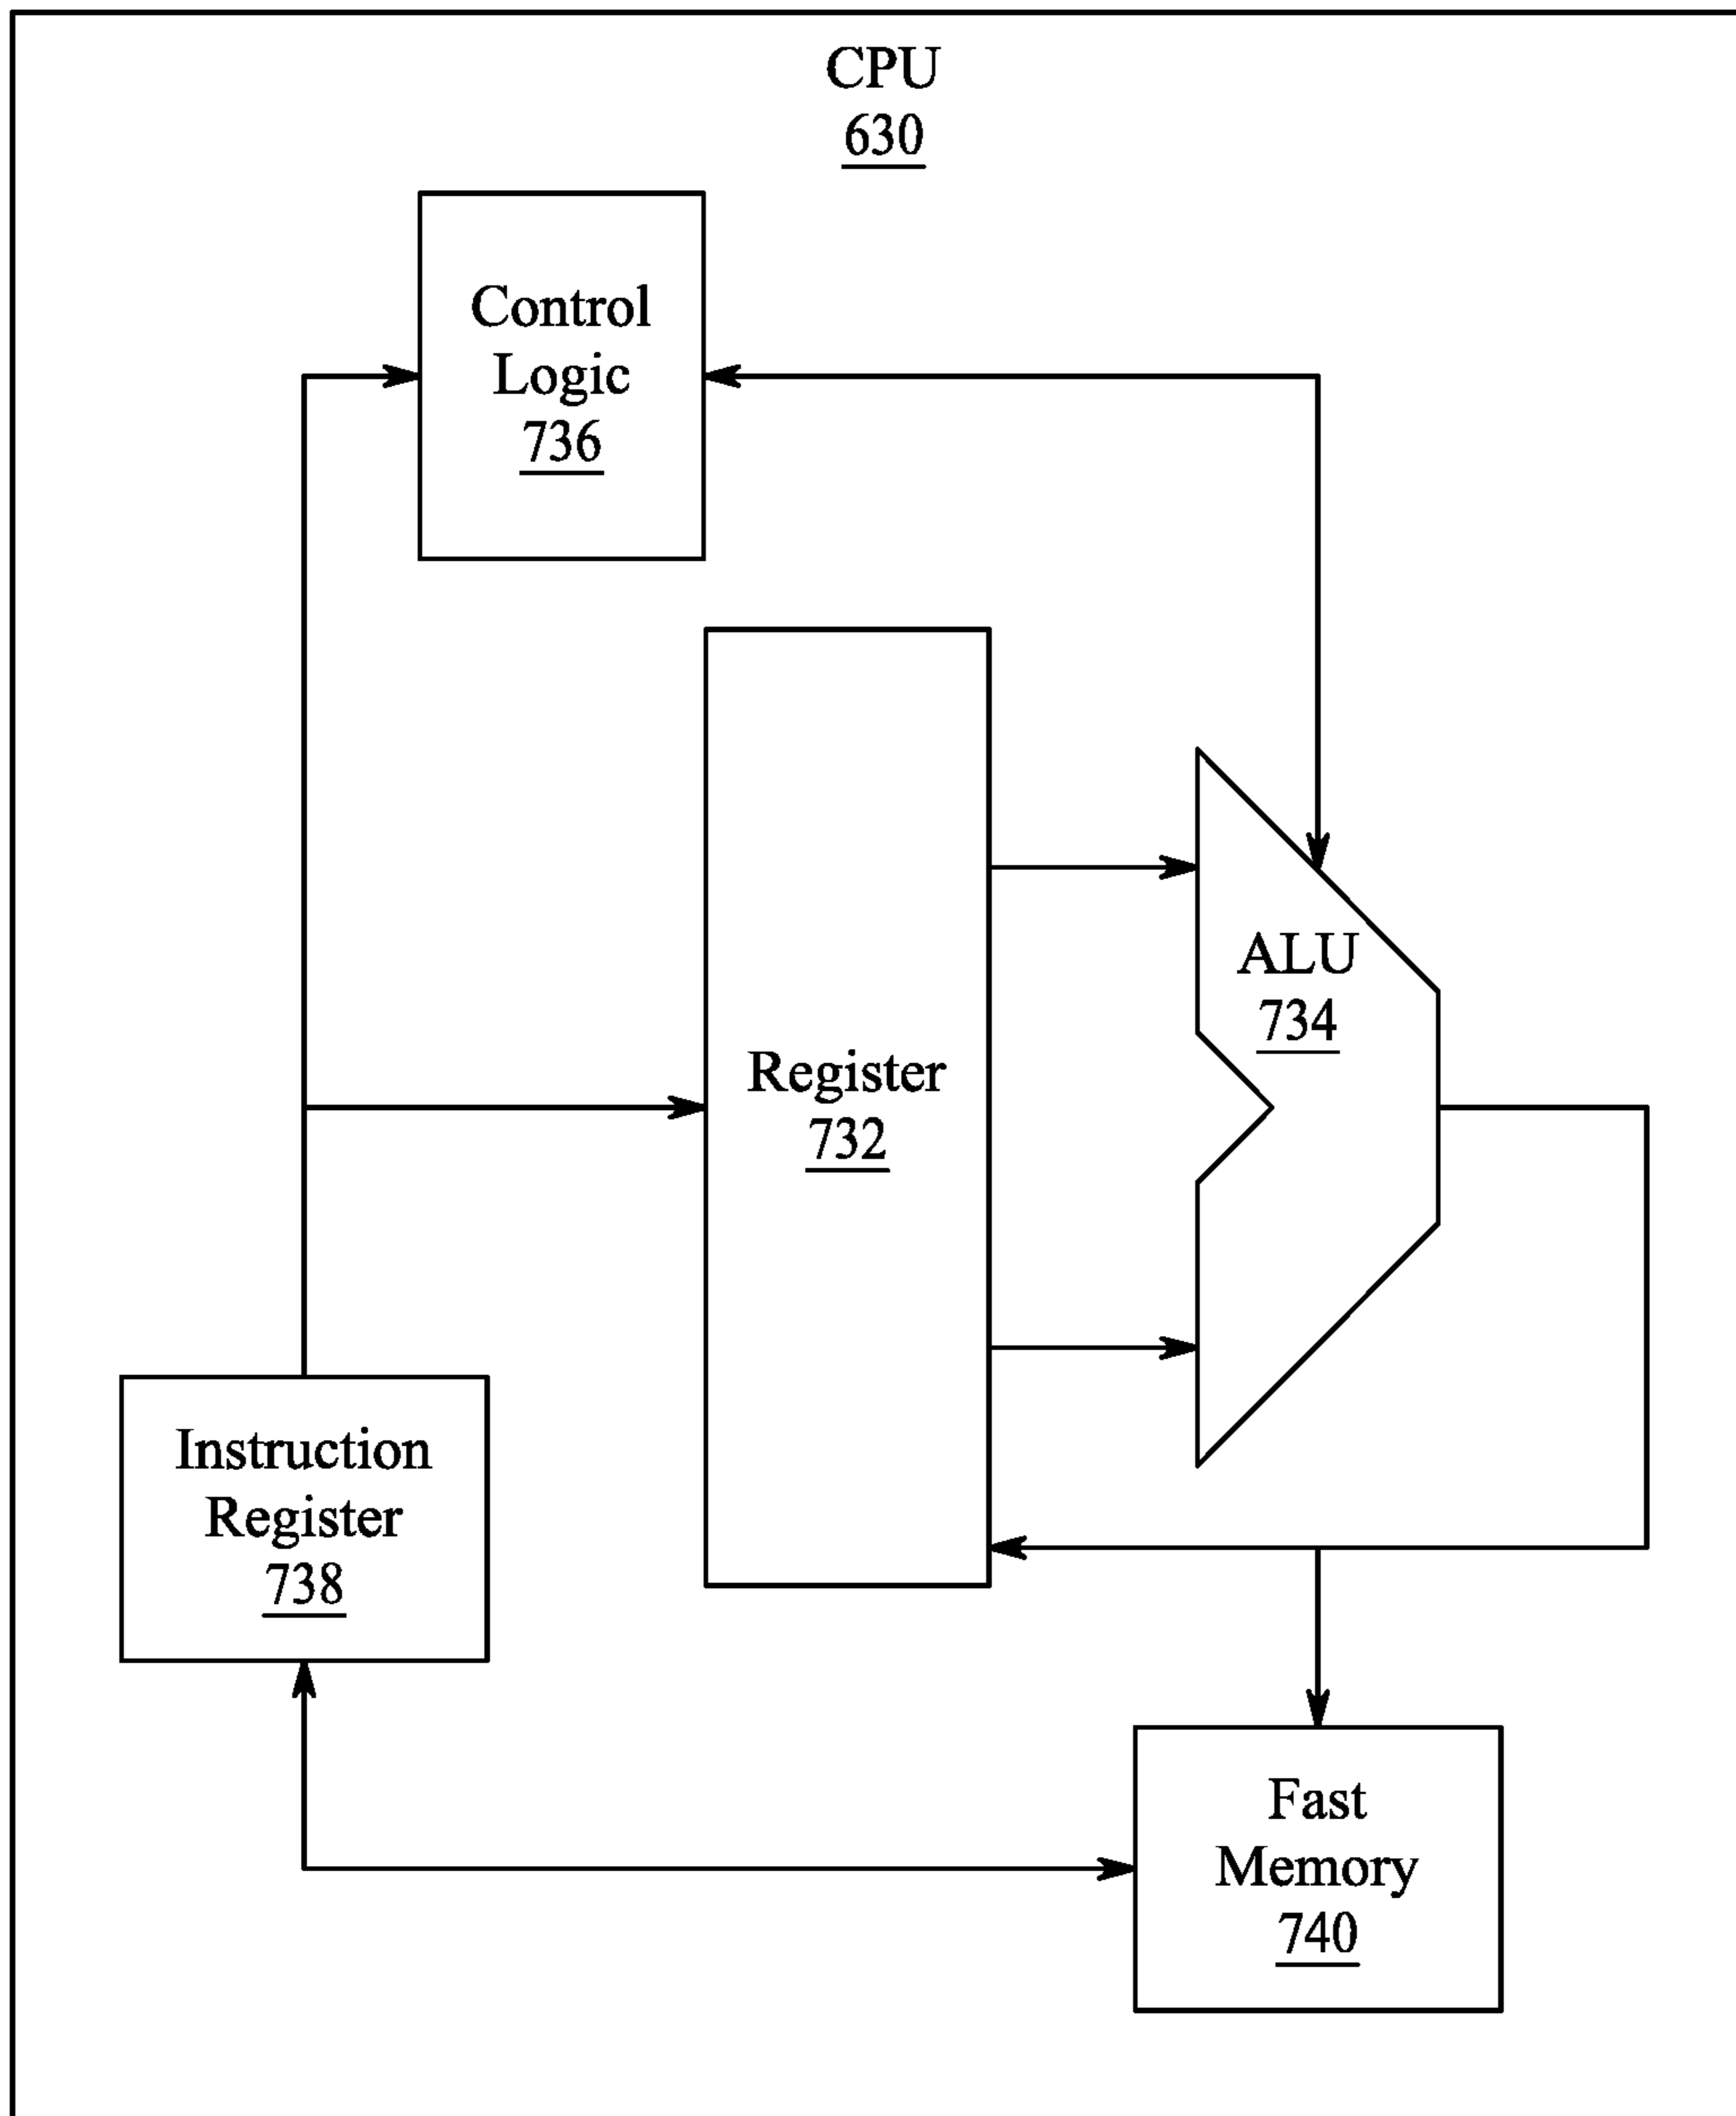 CPU
630
Control
Logic
736
ALU
734
Register
732
Instruction
Register
738
Fast
Memory
740